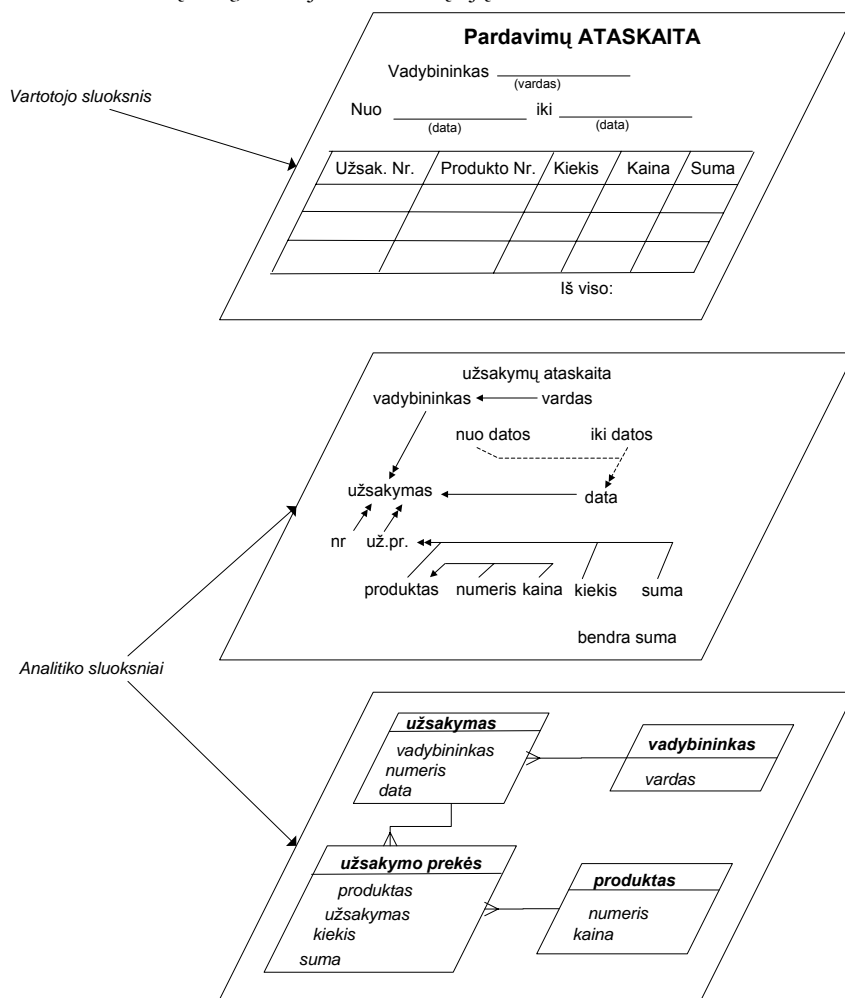 Pardavimų ATASKAITA
Vadybininkas
(vardas)
Vartotojo sluoksnis
Nuo iki
(data) (data)
Užsak. Nr. Produkto Nr. Kiekis Kaina Suma
Iš viso:
užsakymų ataskaita
vadybininkas vardas
nuo datos iki datos
užsakymas data
nr už.pr.
produktas numeris kaina kiekis suma
bendra suma
Analitiko sluoksniai
užsakymas
vadybininkas
numeris
data
vadybininkas
vardas
užsakymo prekės
produktas
užsakymas
kiekis
suma
produktas
numeris
kaina